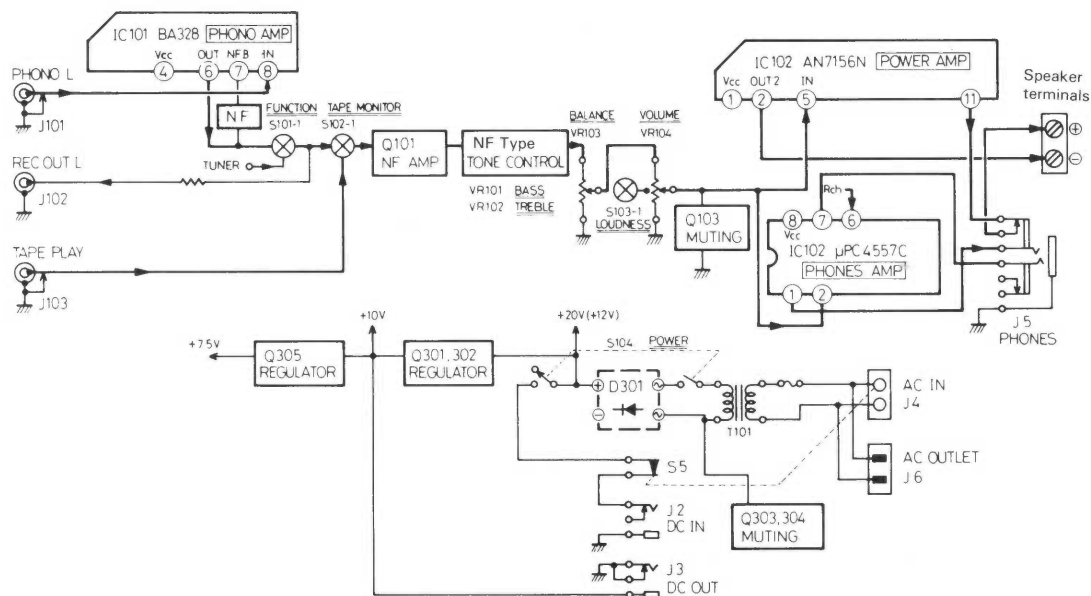 IC101 BA328 PHONO AMP
Vcc OUT NFB IN
4 6 7 8
PHONO L
J101
NF
FUNCTION
S101-1
TAPE MONITOR
S102-1
TUNER
REC OUT L
J102
TAPE PLAY
J103
Q101
NF AMP
NF Type
TONE CONTROL
VR101 BASS
VR102 TREBLE
BALANCE
VR103
VOLUME
VR104
S103-1
LOUDNESS
Q103
MUTING
IC102 AN7156N POWER AMP
Vcc OUT2 IN
1 2 5 11
Speaker
terminals
+
−
Rch
8 7 6
Vcc
IC102 μPC4557C
PHONES AMP
1 2
J5
PHONES
+7.5V
Q305
REGULATOR
+10V
Q301,302
REGULATOR
+20V(+12V)
S104 POWER
+ D301 ~
− ~
T101
AC IN
J4
AC OUTLET
J6
S5
J2
DC IN
Q303,304
MUTING
J3
DC OUT